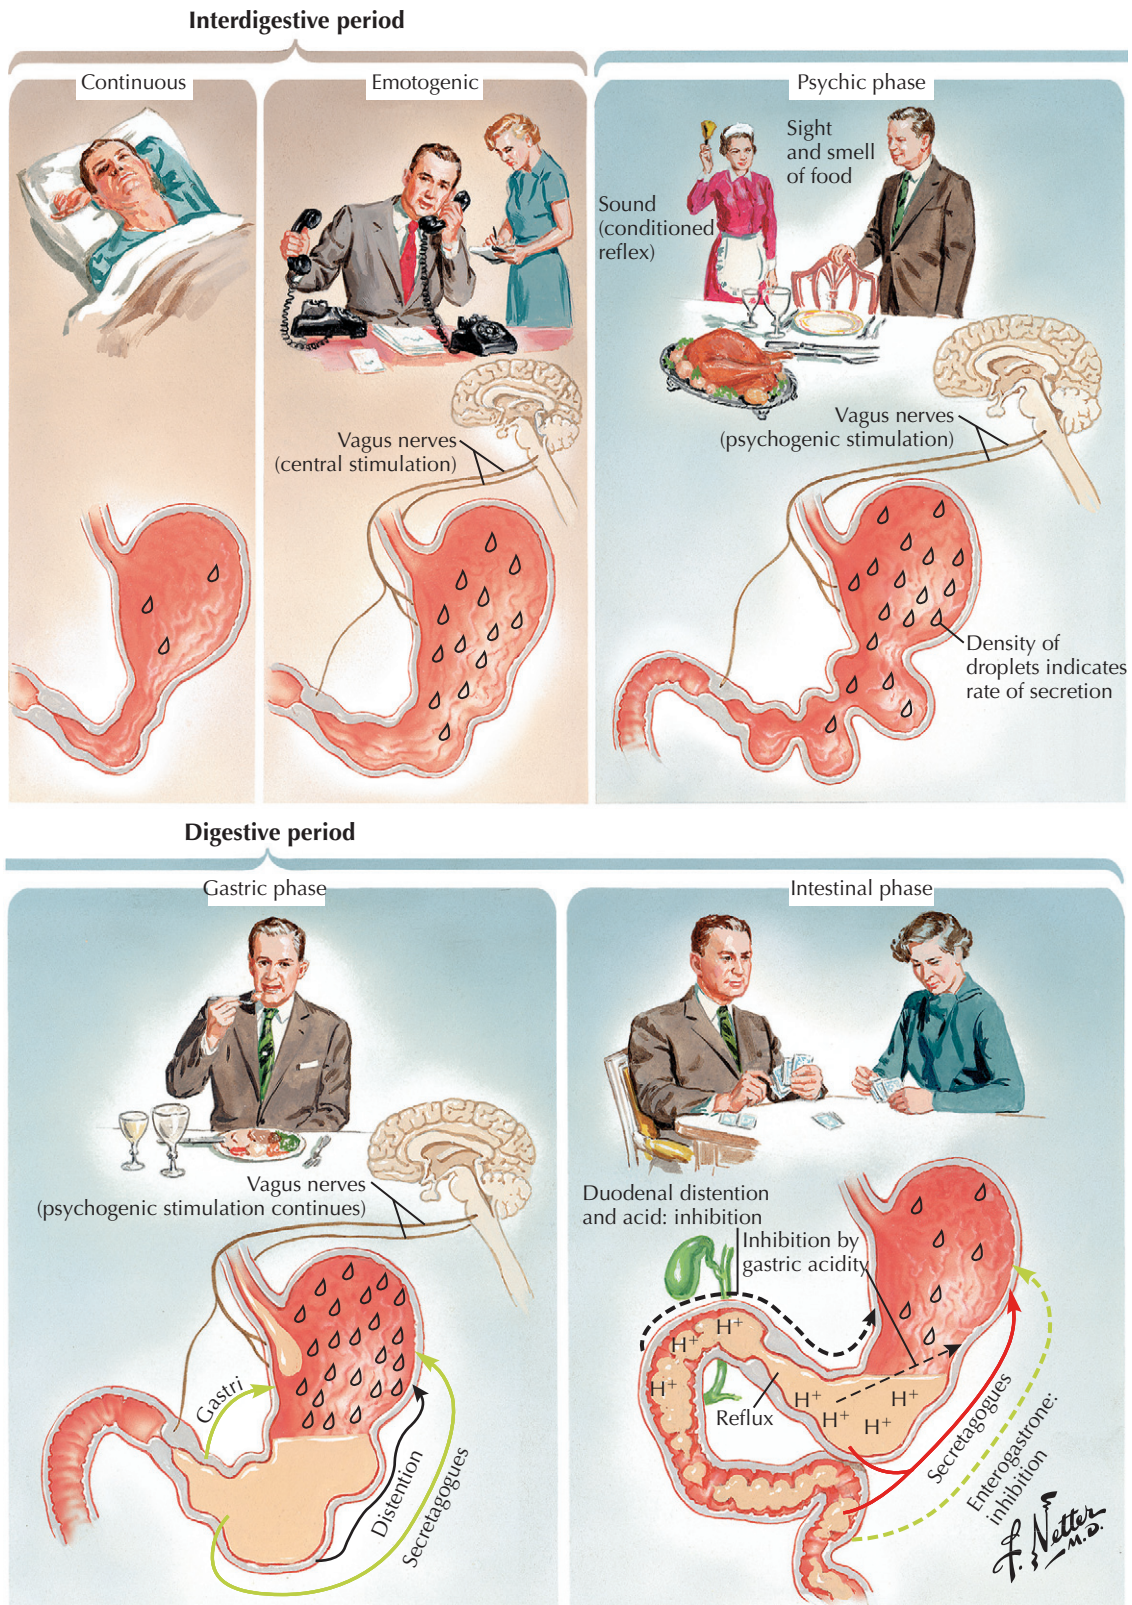 Interdigestive period
Continuous
Emotogenic
Psychic phase
Sight
and smell
of food
Sound
(conditioned
reflex)
Vagus nerves
(central stimulation)
Vagus nerves
(psychogenic stimulation)
Density of
droplets indicates
rate of secretion
Digestive period
Gastric phase
Intestinal phase
Vagus nerves
(psychogenic stimulation continues)
Gastri
Distention
Secretagogues
Duodenal distention
and acid: inhibition
Inhibition by
gastric acidity
H+
H+
H+
H+
H+
H+
H+
Reflux
Secretagogues
Enterogastrone:
inhibition
F. Netter
M.D.